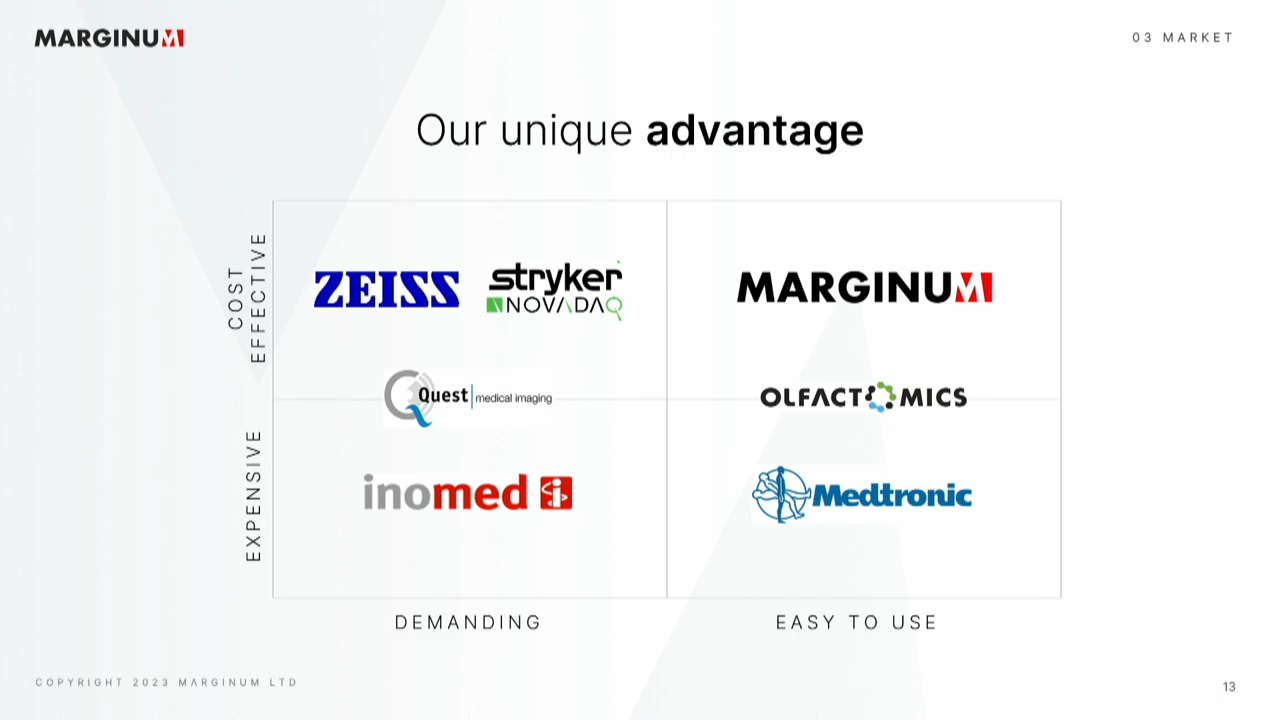 MARGINUM
03 MARKET
Our unique advantage
COST
EFFECTIVE
ZEISS
stryker
NOVADAQ
MARGINUM
Quest medical imaging
OLFACTOMICS
EXPENSIVE
inomed
Medtronic
DEMANDING
EASY TO USE
COPYRIGHT 2023 MARGINUM LTD
13